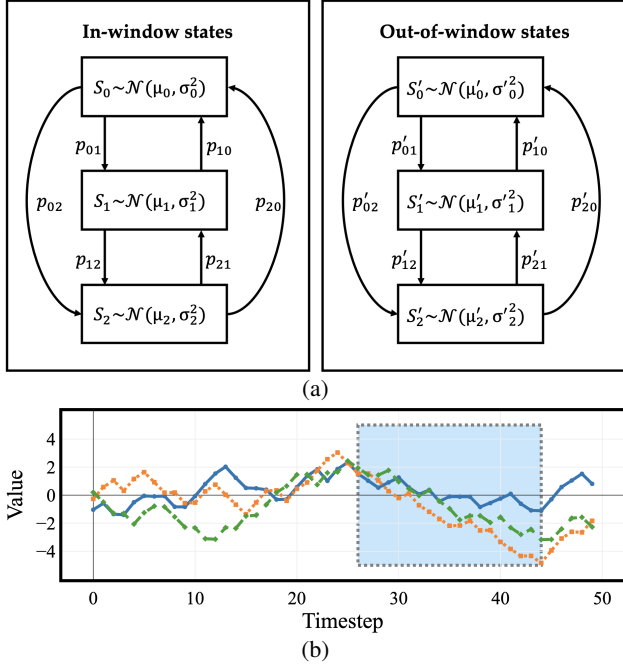 In-window states
S₀~𝒩(μ₀, σ₀²)
p₀₁
p₁₀
p₀₂
S₁~𝒩(μ₁, σ₁²)
p₂₀
p₁₂
p₂₁
S₂~𝒩(μ₂, σ₂²)
Out-of-window states
S′₀~𝒩(μ′₀, σ′₀²)
p′₀₁
p′₁₀
p′₀₂
S′₁~𝒩(μ′₁, σ′₁²)
p′₂₀
p′₁₂
p′₂₁
S′₂~𝒩(μ′₂, σ′₂²)
(a)
Value
4
2
0
−2
−4
0
10
20
30
40
50
Timestep
(b)